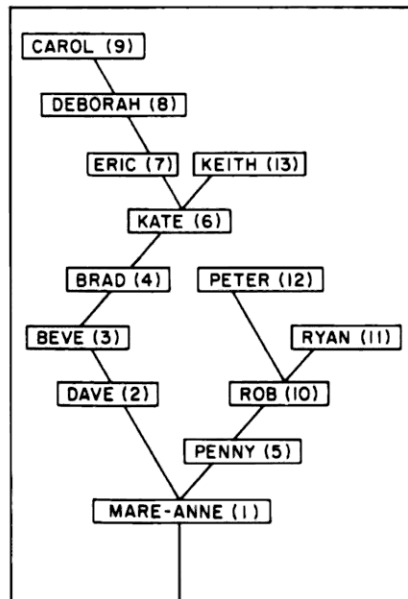 CAROL (9)
DEBORAH (8)
ERIC (7) KEITH (13)
KATE (6)
BRAD (4) PETER (12)
BEVE (3) RYAN (11)
DAVE (2) ROB (10)
PENNY (5)
MARE-ANNE (1)